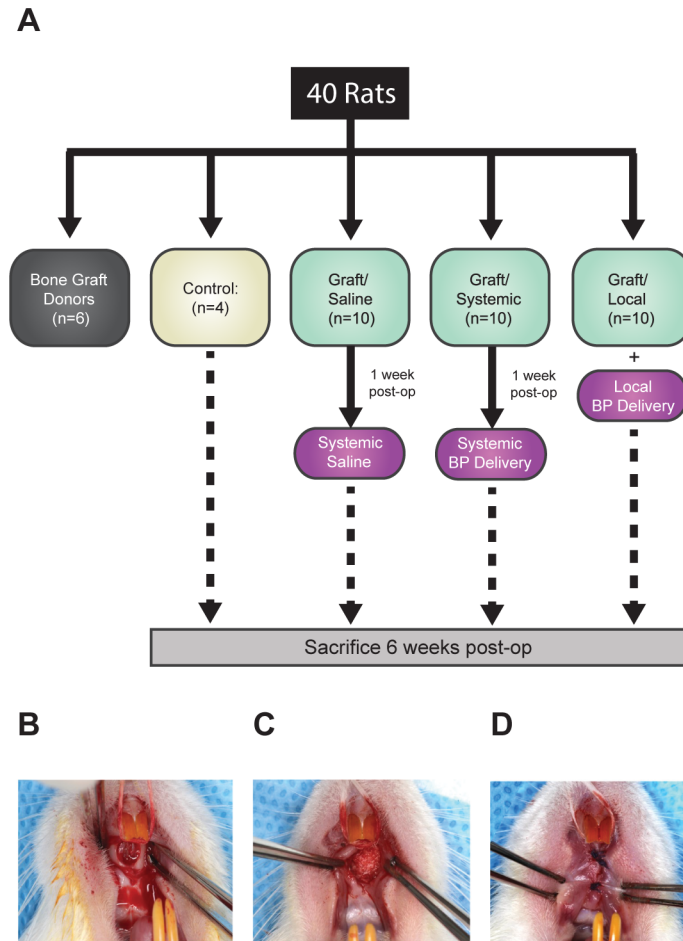 A
40 Rats
Bone Graft
Donors
(n=6)
Control:
(n=4)
Graft/
Saline
(n=10)
Graft/
Systemic
(n=10)
Graft/
Local
(n=10)
1 week
post-op
1 week
post-op
+
Local
BP Delivery
Systemic
Saline
Systemic
BP Delivery
Sacrifice 6 weeks post-op
B
C
D